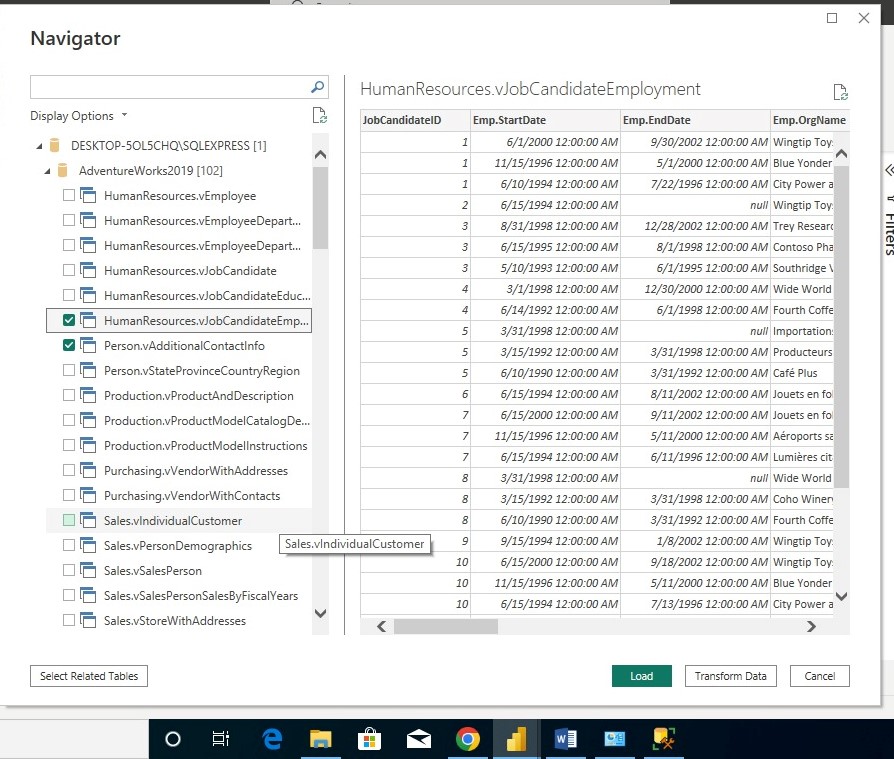 Navigator
Display Options
DESKTOP-5OL5CHQ\SQLEXPRESS [1]
AdventureWorks2019 [102]
HumanResources.vEmployee
HumanResources.vEmployeeDepart...
HumanResources.vEmployeeDepart...
HumanResources.vJobCandidate
HumanResources.vJobCandidateEduc...
HumanResources.vJobCandidateEmp...
Person.vAdditionalContactInfo
Person.vStateProvinceCountryRegion
Production.vProductAndDescription
Production.vProductModelCatalogDe...
Production.vProductModelInstructions
Purchasing.vVendorWithAddresses
Purchasing.vVendorWithContacts
Sales.vIndividualCustomer
Sales.vPersonDemographics
Sales.vSalesPerson
Sales.vSalesPersonSalesByFiscalYears
Sales.vStoreWithAddresses
Sales.vIndividualCustomer
HumanResources.vJobCandidateEmployment
JobCandidateID Emp.StartDate Emp.EndDate Emp.OrgName
1 6/1/2000 12:00:00 AM 9/30/2002 12:00:00 AM Wingtip Toy
1 11/15/1996 12:00:00 AM 5/1/2000 12:00:00 AM Blue Yonder
1 6/10/1994 12:00:00 AM 7/22/1996 12:00:00 AM City Power a
2 6/15/1994 12:00:00 AM null Wingtip Toy
3 8/31/1998 12:00:00 AM 12/28/2002 12:00:00 AM Trey Researc
3 6/15/1995 12:00:00 AM 8/1/1998 12:00:00 AM Contoso Pha
3 5/10/1993 12:00:00 AM 6/1/1995 12:00:00 AM Southridge V
4 3/1/1998 12:00:00 AM 12/30/2000 12:00:00 AM Wide World
4 6/14/1992 12:00:00 AM 6/1/1998 12:00:00 AM Fourth Coffe
5 3/31/1998 12:00:00 AM null Importation
5 3/15/1992 12:00:00 AM 3/31/1998 12:00:00 AM Producteurs
5 6/10/1990 12:00:00 AM 3/31/1992 12:00:00 AM Café Plus
6 6/15/1994 12:00:00 AM 8/11/2002 12:00:00 AM Jouets en fo
7 6/15/2000 12:00:00 AM 9/11/2002 12:00:00 AM Jouets en fo
7 11/15/1996 12:00:00 AM 5/11/2000 12:00:00 AM Aéroports sa
7 6/15/1994 12:00:00 AM 6/11/1996 12:00:00 AM Lumières cit
8 3/31/1998 12:00:00 AM null Wide World
8 3/15/1992 12:00:00 AM 3/31/1998 12:00:00 AM Coho Winer
8 6/10/1990 12:00:00 AM 3/31/1992 12:00:00 AM Fourth Coffe
9 9/15/1994 12:00:00 AM 1/8/2002 12:00:00 AM Wingtip Toy
10 6/15/2000 12:00:00 AM 9/18/2002 12:00:00 AM Wingtip Toy
10 11/15/1996 12:00:00 AM 5/11/2000 12:00:00 AM Blue Yonder
10 6/15/1994 12:00:00 AM 7/13/1996 12:00:00 AM City Power a
Filters
Select Related Tables
Load
Transform Data
Cancel